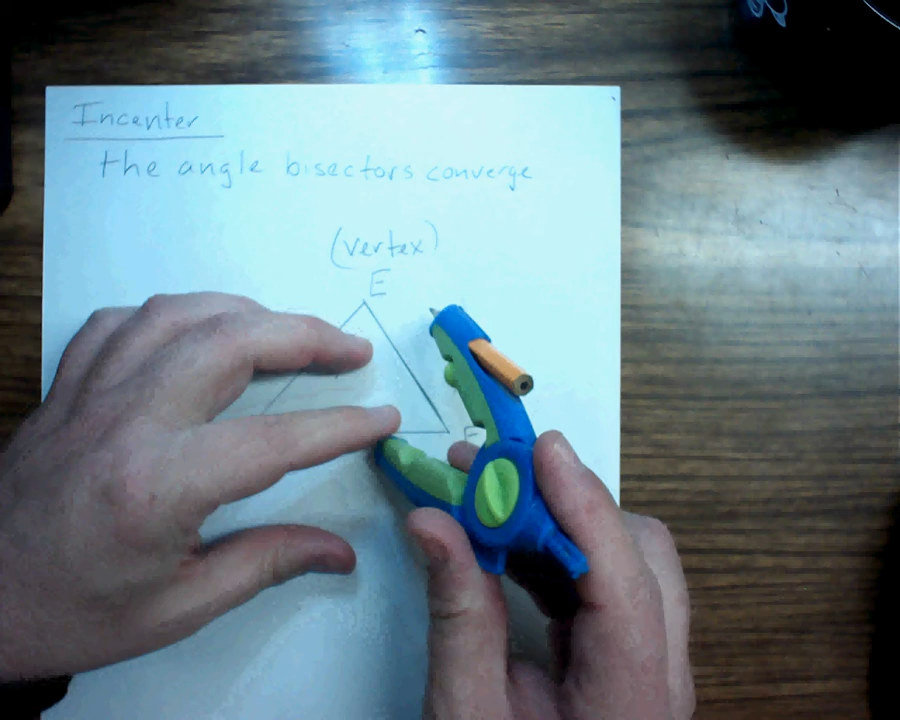 Incenter
the angle bisectors converge
(vertex)
E
F